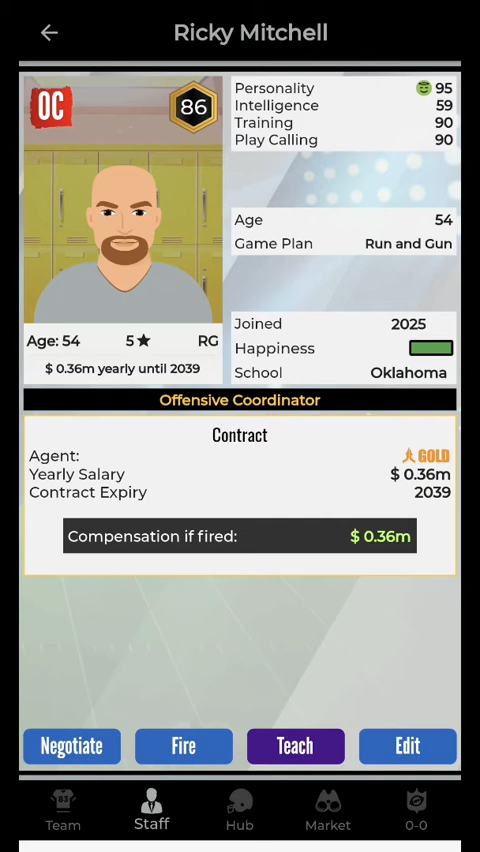 Ricky Mitchell
OC
86
Personality 95
Intelligence 59
Training 90
Play Calling 90
Age 54
Game Plan Run and Gun
Age: 54 5★ RG
$ 0.36m yearly until 2039
Joined 2025
Happiness
School Oklahoma
Offensive Coordinator
Contract
Agent: GOLD
Yearly Salary $ 0.36m
Contract Expiry 2039
Compensation if fired: $ 0.36m
Negotiate Fire Teach Edit
83
Team Staff Hub Market 0-0